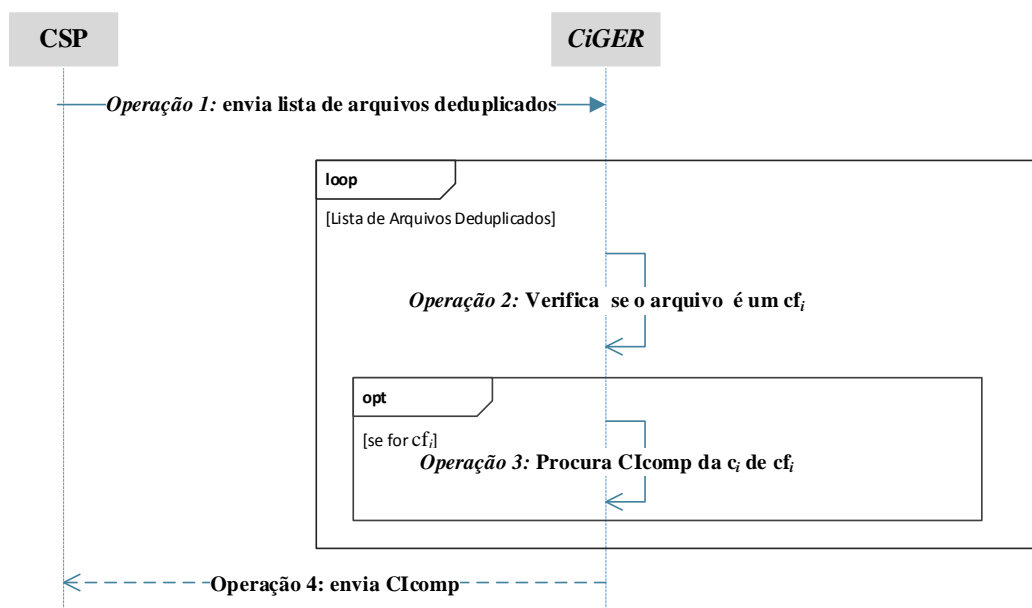 CSP
CiGER
Operação 1: envia lista de arquivos deduplicados
loop
[Lista de Arquivos Deduplicados]
Operação 2: Verifica se o arquivo é um cfi
opt
[se for cfi]
Operação 3: Procura CIcomp da ci de cfi
Operação 4: envia CIcomp